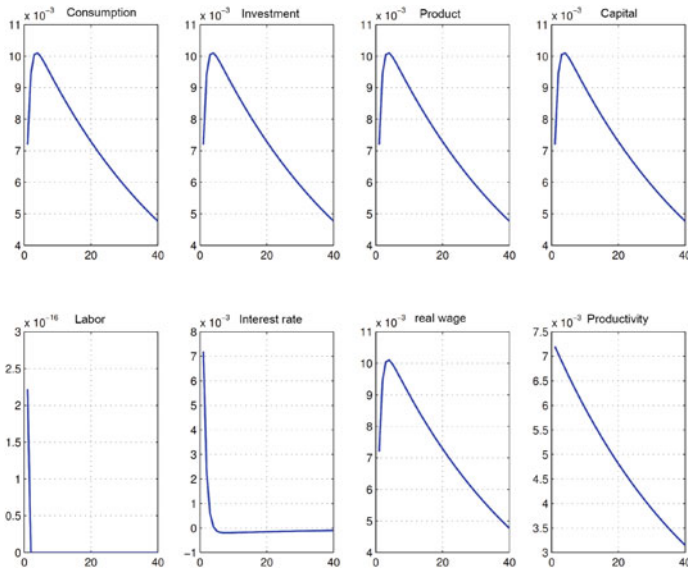 Consumption
x 10⁻³
11
10
9
8
7
6
5
4
0 20 40
Investment
x 10⁻³
11
10
9
8
7
6
5
4
0 20 40
Product
x 10⁻³
11
10
9
8
7
6
5
4
0 20 40
Capital
x 10⁻³
11
10
9
8
7
6
5
4
0 20 40
Labor
x 10⁻¹⁶
3
2.5
2
1.5
1
0.5
0
0 20 40
Interest rate
x 10⁻³
8
7
6
5
4
3
2
1
0
−1
0 20 40
real wage
x 10⁻³
11
10
9
8
7
6
5
4
0 20 40
Productivity
x 10⁻³
7.5
7
6.5
6
5.5
5
4.5
4
3.5
3
0 20 40